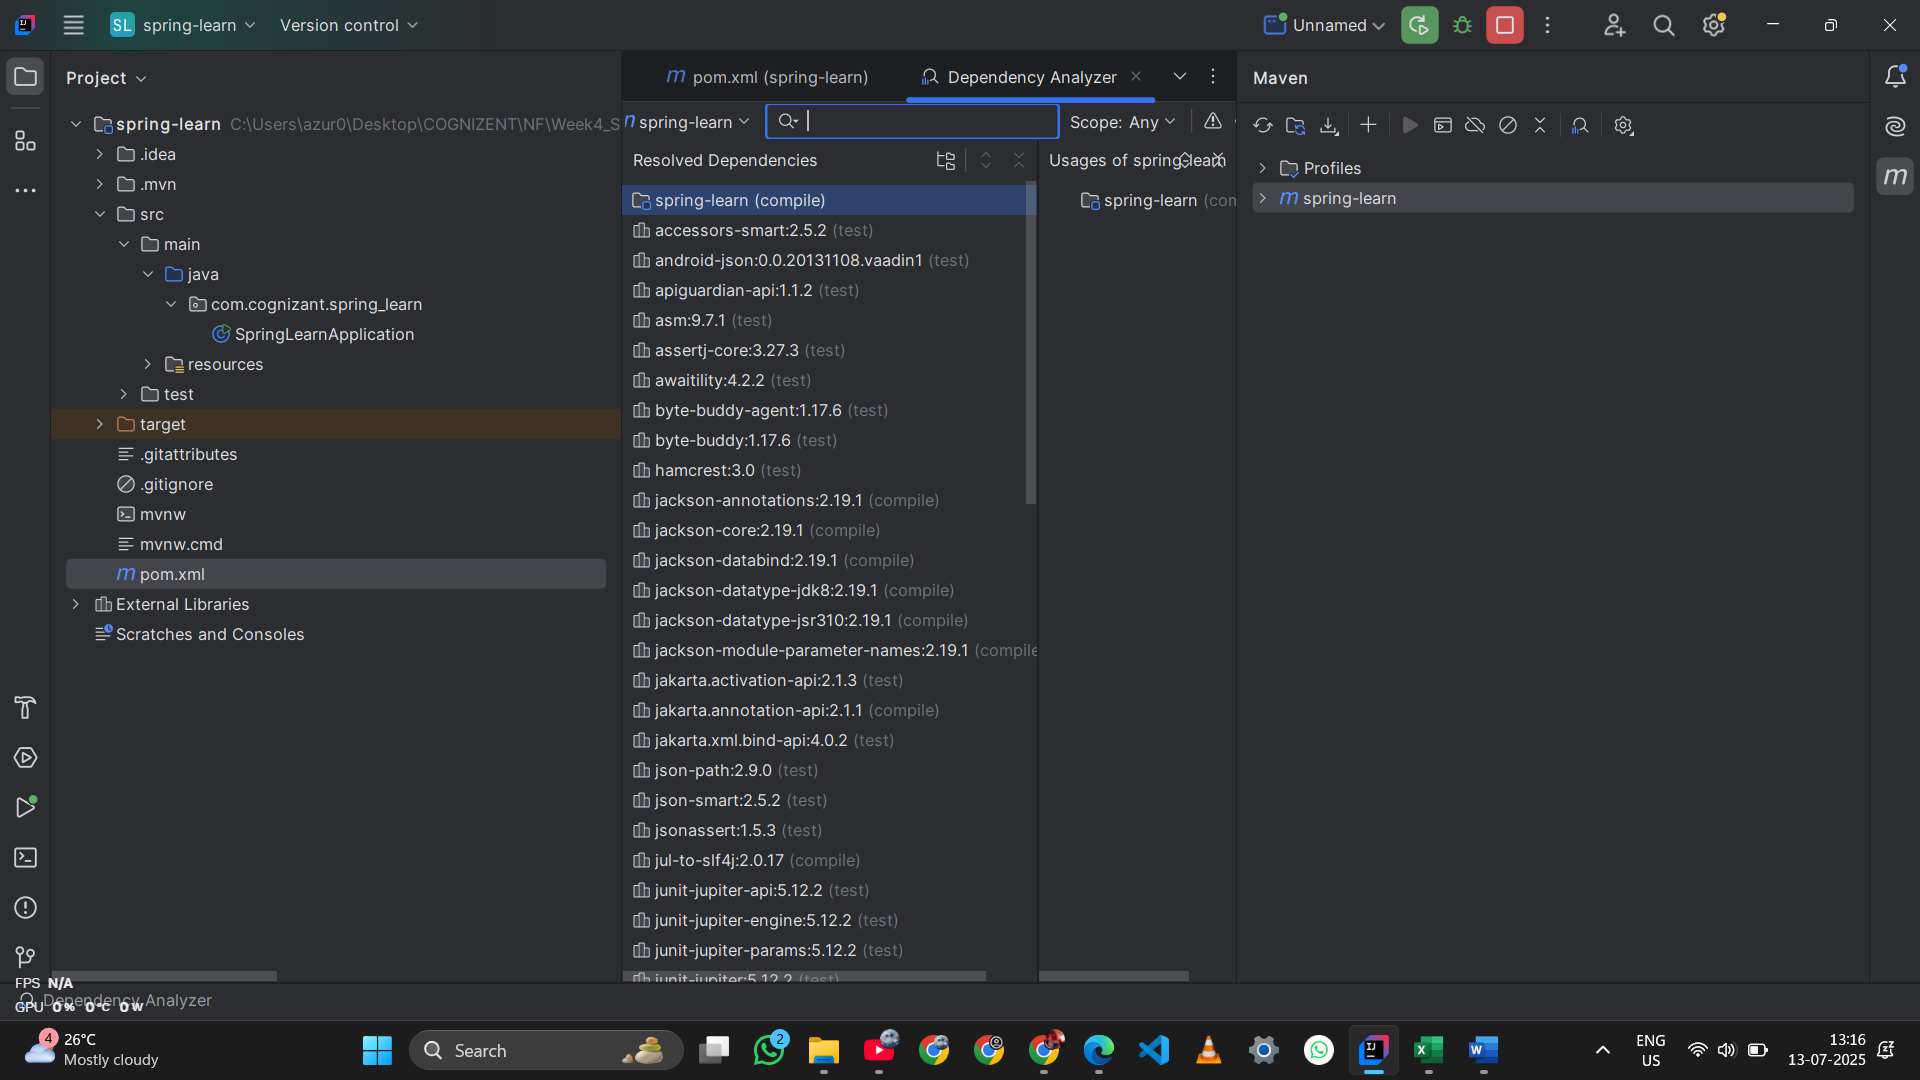 SL spring-learn Version control Unnamed
Project
spring-learn C:\Users\azur0\Desktop\COGNIZENT\NF\Week4_S
.idea
.mvn
src
main
java
com.cognizant.spring_learn
SpringLearnApplication
resources
test
target
.gitattributes
.gitignore
mvnw
mvnw.cmd
m pom.xml
External Libraries
Scratches and Consoles
m pom.xml (spring-learn) Dependency Analyzer
spring-learn Scope: Any
Resolved Dependencies
spring-learn (compile)
accessors-smart:2.5.2 (test)
android-json:0.0.20131108.vaadin1 (test)
apiguardian-api:1.1.2 (test)
asm:9.7.1 (test)
assertj-core:3.27.3 (test)
awaitility:4.2.2 (test)
byte-buddy-agent:1.17.6 (test)
byte-buddy:1.17.6 (test)
hamcrest:3.0 (test)
jackson-annotations:2.19.1 (compile)
jackson-core:2.19.1 (compile)
jackson-databind:2.19.1 (compile)
jackson-datatype-jdk8:2.19.1 (compile)
jackson-datatype-jsr310:2.19.1 (compile)
jackson-module-parameter-names:2.19.1 (compile
jakarta.activation-api:2.1.3 (test)
jakarta.annotation-api:2.1.1 (compile)
jakarta.xml.bind-api:4.0.2 (test)
json-path:2.9.0 (test)
json-smart:2.5.2 (test)
jsonassert:1.5.3 (test)
jul-to-slf4j:2.0.17 (compile)
junit-jupiter-api:5.12.2 (test)
junit-jupiter-engine:5.12.2 (test)
junit-jupiter-params:5.12.2 (test)
junit-jupiter:5.12.2 (test)
Usages of spring-learn
spring-learn (com
Maven
Profiles
m spring-learn
m
FPS N/A
Dependency Analyzer
GPU 0% 0°C 0W
4 26°C
Mostly cloudy
Search
2
ENG
US
13:16
13-07-2025